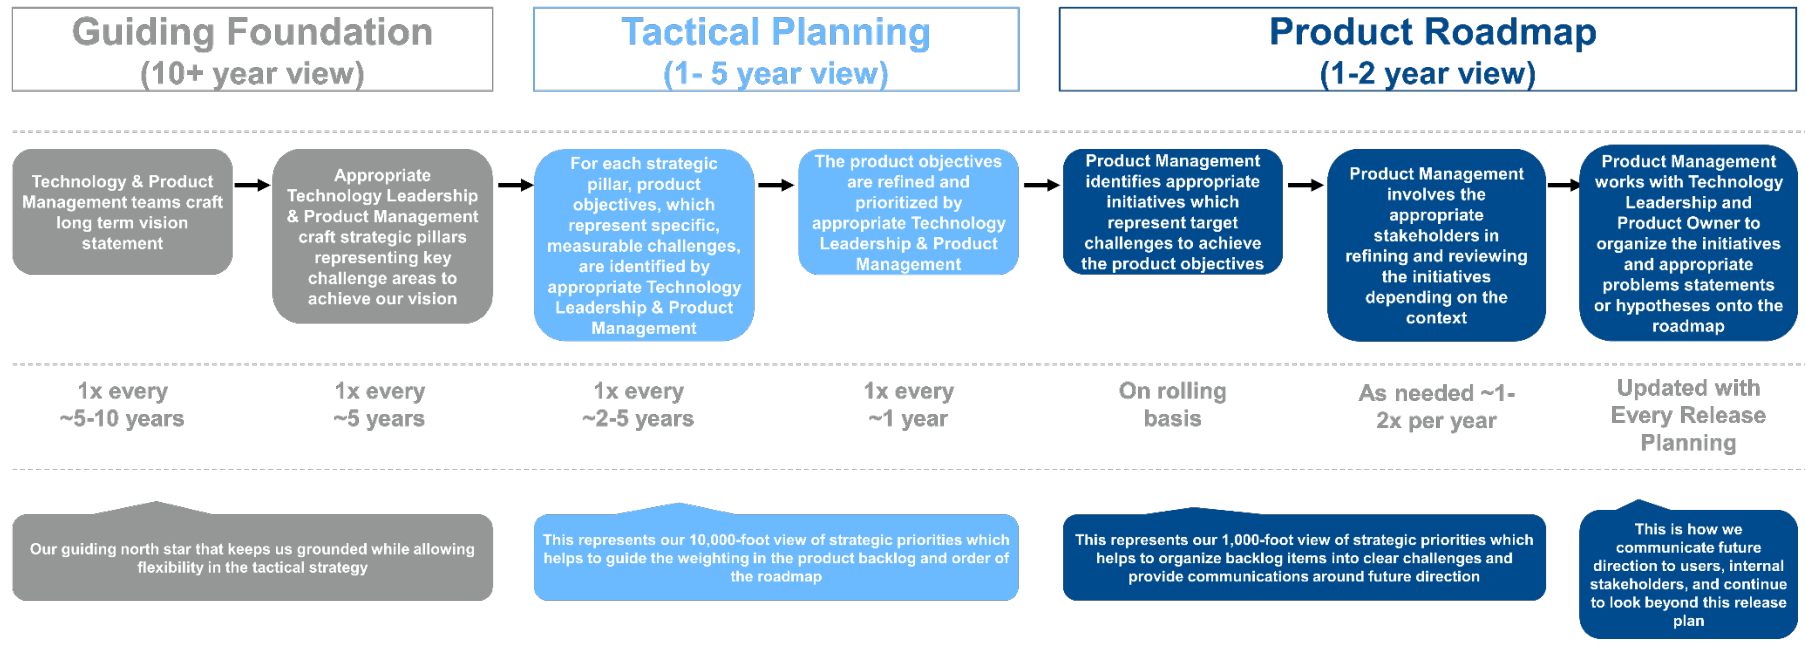 Guiding Foundation
(10+ year view)
Tactical Planning
(1- 5 year view)
Product Roadmap
(1-2 year view)
Technology & Product
Management teams craft
long term vision
statement
Appropriate
Technology Leadership
& Product Management
craft strategic pillars
representing key
challenge areas to
achieve our vision
For each strategic
pillar, product
objectives, which
represent specific,
measurable challenges,
are identified by
appropriate Technology
Leadership & Product
Management
The product objectives
are refined and
prioritized by
appropriate Technology
Leadership & Product
Management
Product Management
identifies appropriate
initiatives which
represent target
challenges to achieve
the product objectives
Product Management
involves the
appropriate
stakeholders in
refining and reviewing
the initiatives
depending on the
context
Product Management
works with Technology
Leadership and
Product Owner to
organize the initiatives
and appropriate
problems statements
or hypotheses onto the
roadmap
1x every
~5-10 years
1x every
~5 years
1x every
~2-5 years
1x every
~1 year
On rolling
basis
As needed ~1-
2x per year
Updated with
Every Release
Planning
Our guiding north star that keeps us grounded while allowing
flexibility in the tactical strategy
This represents our 10,000-foot view of strategic priorities which
helps to guide the weighting in the product backlog and order of
the roadmap
This represents our 1,000-foot view of strategic priorities which
helps to organize backlog items into clear challenges and
provide communications around future direction
This is how we
communicate future
direction to users, internal
stakeholders, and continue
to look beyond this release
plan